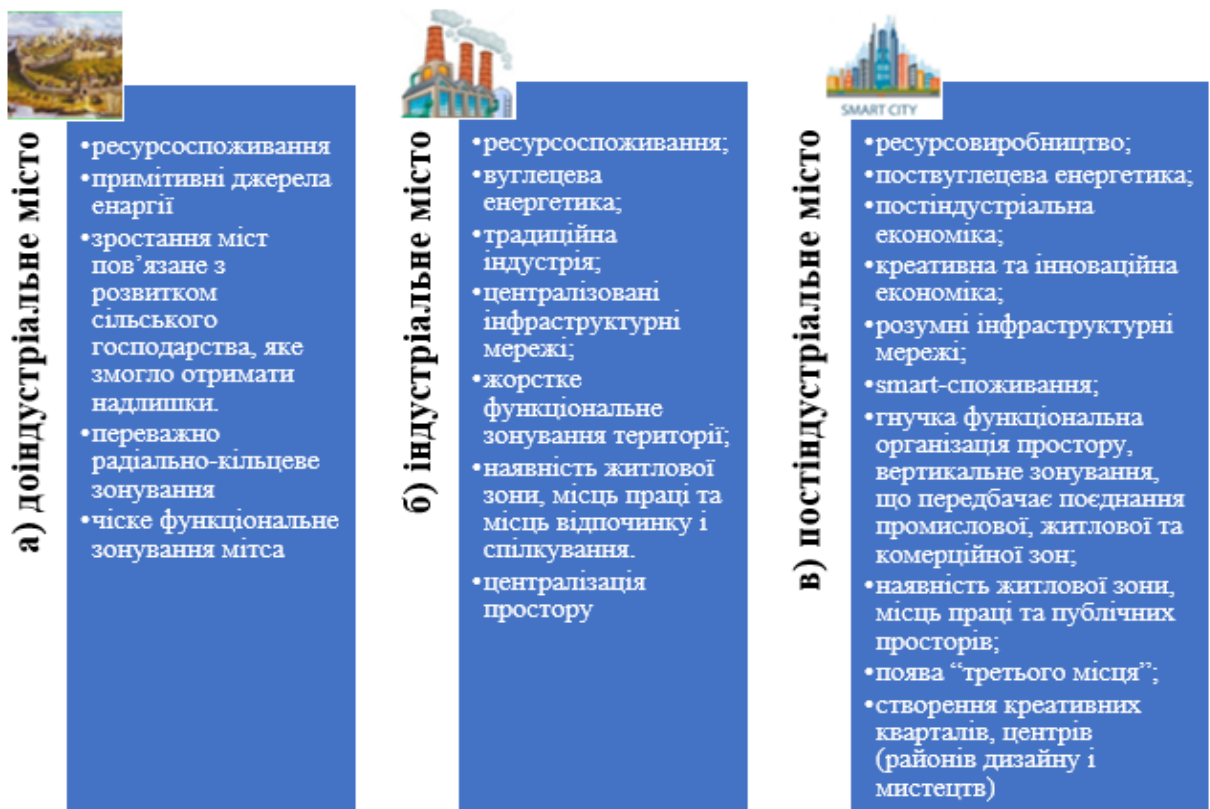 а) доіндустріальне місто
•ресурсоспоживання
•примітивні джерела
енаргії
•зростання міст
пов’язане з
розвитком
сільського
господарства, яке
змогло отримати
надлишки.
•переважно
радіально-кільцеве
зонування
•чіске функціональне
зонування мітса
б) індустріальне місто
•ресурсоспоживання;
•вуглецева
енергетика;
•традиційна
індустрія;
•централізовані
інфраструктурні
мережі;
•жорстке
функціональне
зонування території;
•наявність житлової
зони, місць праці та
місць відпочинку і
спілкування.
•централізація
простору
SMART CITY
в) постіндустріальне місто
•ресурсовиробництво;
•поствуглецева енергетика;
•постіндустріальна
економіка;
•креативна та інноваційна
економіка;
•розумні інфраструктурні
мережі;
•smart-споживання;
•гнучка функціональна
організація простору,
вертикальне зонування,
що передбачає поєднання
промислової, житлової та
комерційної зон;
•наявність житлової зони,
місць праці та публічних
просторів;
•поява “третього місця”;
•створення креативних
кварталів, центрів
(районів дизайну і
мистецтв)